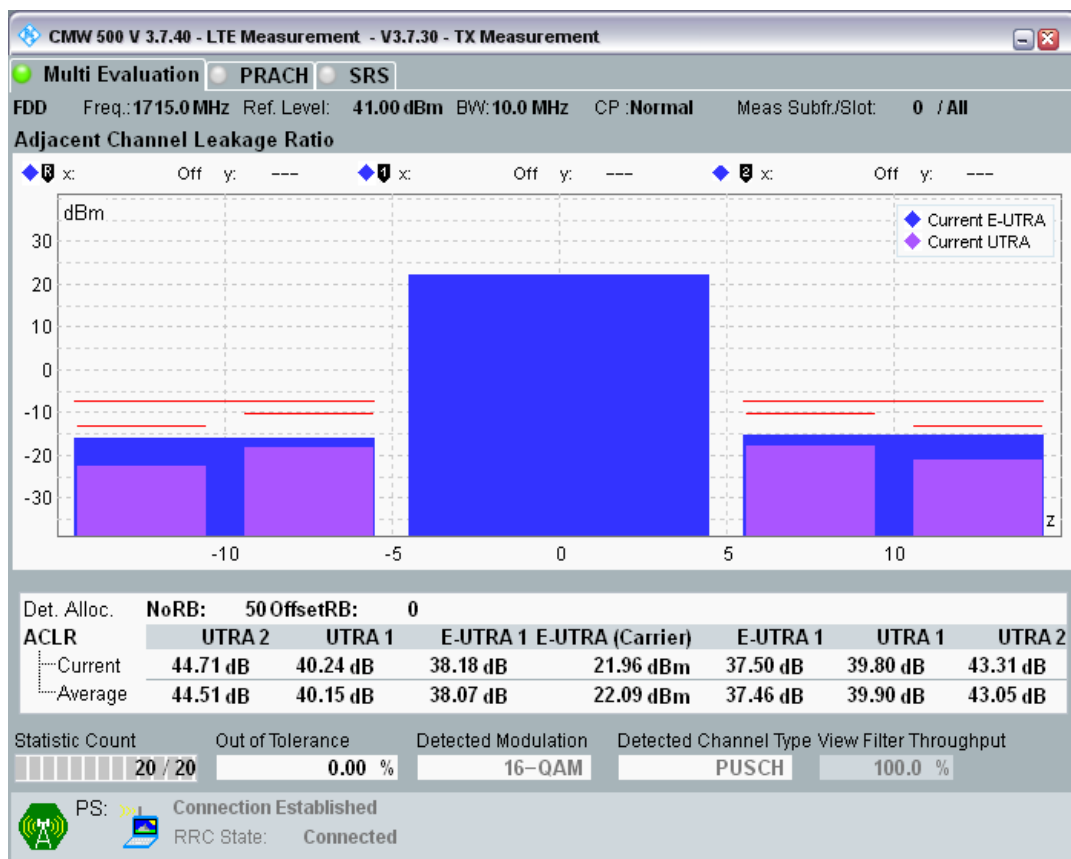 CMW 500 V 3.7.40 - LTE Measurement - V3.7.30 - TX Measurement
Multi Evaluation PRACH SRS
FDD Freq.: 1715.0 MHz Ref. Level: 41.00 dBm BW: 10.0 MHz CP :Normal Meas Subfr./Slot: 0 / All
Adjacent Channel Leakage Ratio
R x: Off y: --- 1 x: Off y: --- 2 x: Off y: ---
dBm
Current E-UTRA
Current UTRA
30
20
10
0
-10
-20
-30
z
-10 -5 0 5 10
Det. Alloc. NoRB: 50 OffsetRB: 0
ACLR UTRA 2 UTRA 1 E-UTRA 1 E-UTRA (Carrier) E-UTRA 1 UTRA 1 UTRA 2
Current 44.71 dB 40.24 dB 38.18 dB 21.96 dBm 37.50 dB 39.80 dB 43.31 dB
Average 44.51 dB 40.15 dB 38.07 dB 22.09 dBm 37.46 dB 39.90 dB 43.05 dB
Statistic Count Out of Tolerance Detected Modulation Detected Channel Type View Filter Throughput
20 / 20 0.00 % 16-QAM PUSCH 100.0 %
PS: Connection Established
RRC State: Connected